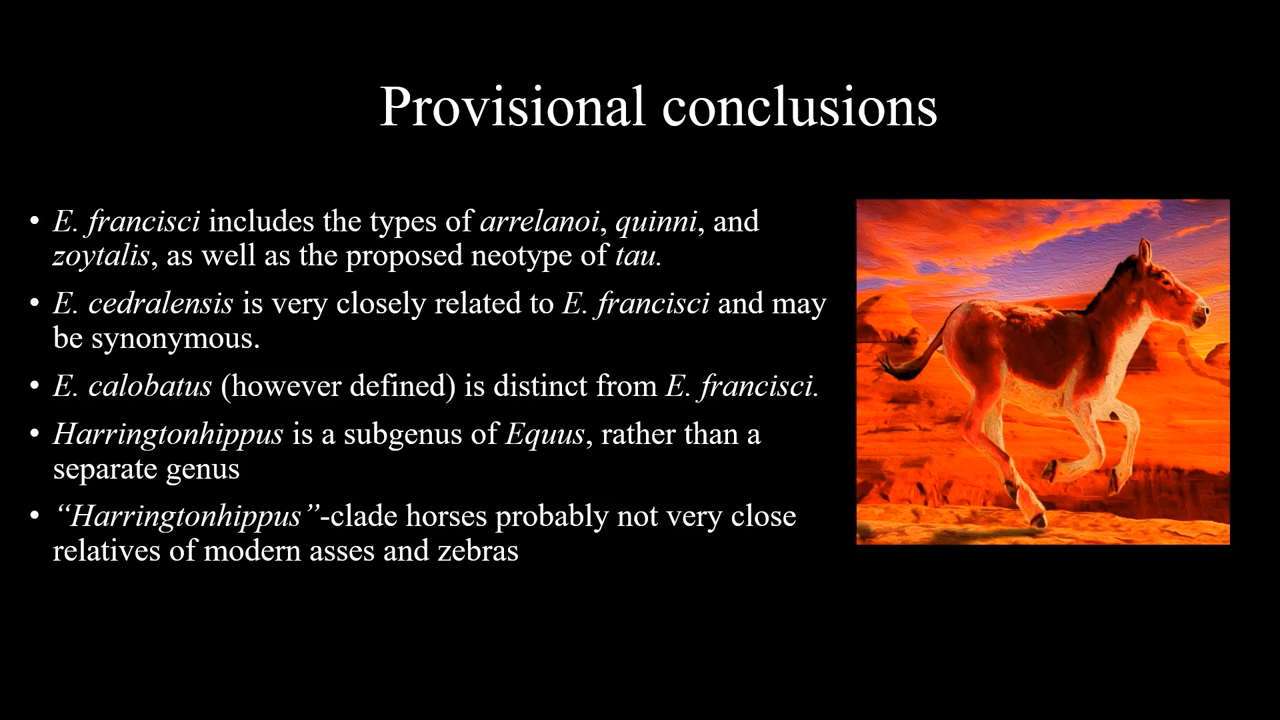 Provisional conclusions
• E. francisci includes the types of arrelanoi, quinni, and
zoytalis, as well as the proposed neotype of tau.
• E. cedralensis is very closely related to E. francisci and may
be synonymous.
• E. calobatus (however defined) is distinct from E. francisci.
• Harringtonhippus is a subgenus of Equus, rather than a
separate genus
• “Harringtonhippus”-clade horses probably not very close
relatives of modern asses and zebras